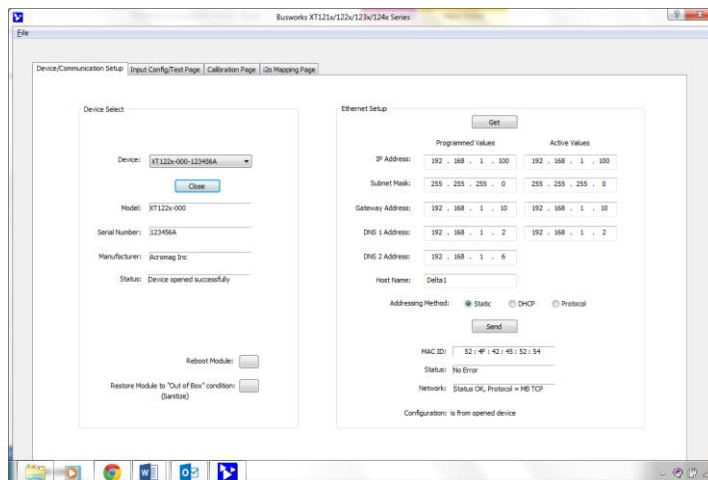 Busworks XT121x/122x/123x/124x Series
File
Device/Communication Setup Input Config/Test Page Calibration Page i2o Mapping Page
Device Select
Device: XT122x-000-123456A
Close
Model: XT122x-000
Serial Number: 123456A
Manufacturer: Acromag Inc
Status: Device opened successfully
Reboot Module:
Restore Module to "Out of Box" condition:
(Sanitize)
Ethernet Setup
Get
Programmed Values Active Values
IP Address: 192 . 168 . 1 . 100 192 . 168 . 1 . 100
Subnet Mask: 255 . 255 . 255 . 0 255 . 255 . 255 . 0
Gateway Address: 192 . 168 . 1 . 10 192 . 168 . 1 . 10
DNS 1 Address: 192 . 168 . 1 . 2 192 . 168 . 1 . 2
DNS 2 Address: 192 . 168 . 1 . 6
Host Name: Delta1
Addressing Method: Static DHCP Protocol
Send
MAC ID: 52 : 4F : 42 : 45 : 52 : 54
Status: No Error
Network: Status OK, Protocol = MB TCP
Configuration: is from opened device